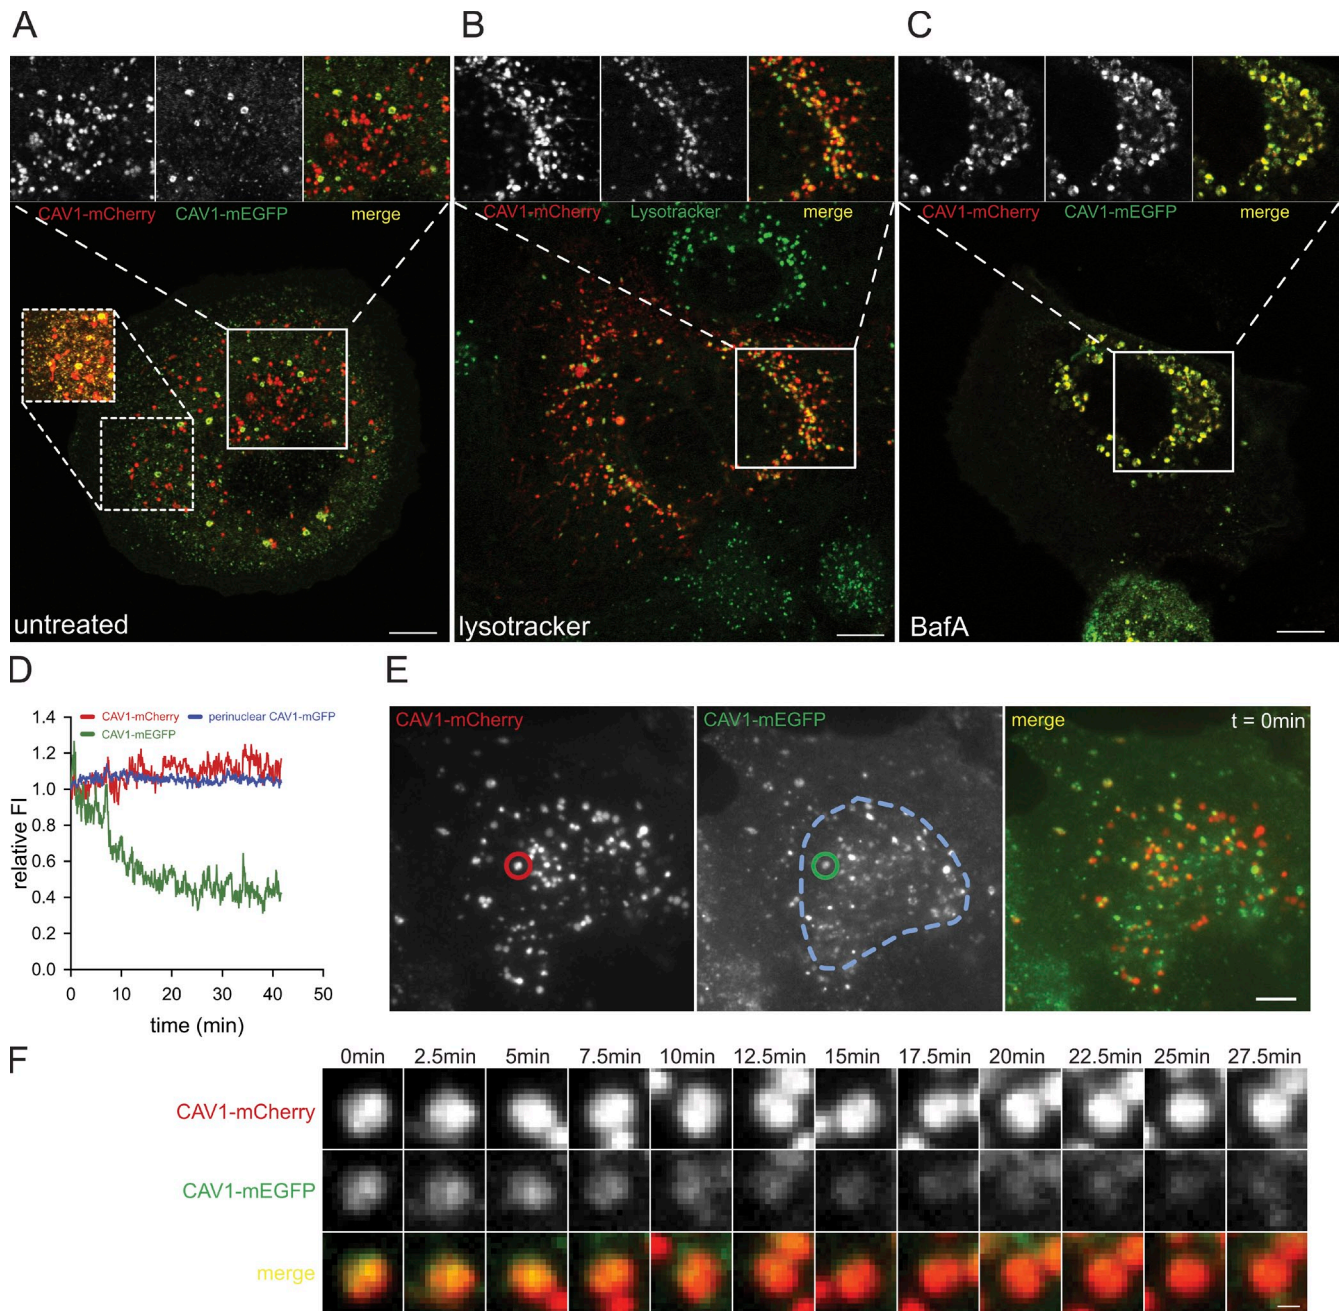 A
B
C
CAV1-mCherry CAV1-mEGFP merge
CAV1-mCherry Lysotracker merge
CAV1-mCherry CAV1-mEGFP merge
untreated
lysotracker
BafA
D
CAV1-mCherry perinuclear CAV1-mGFP
CAV1-mEGFP
1.4
1.2
1.0
0.8
0.6
0.4
0.2
0.0
relative FI
0 10 20 30 40 50
time (min)
E
CAV1-mCherry
CAV1-mEGFP
merge
t = 0min
F
0min 2.5min 5min 7.5min 10min 12.5min 15min 17.5min 20min 22.5min 25min 27.5min
CAV1-mCherry
CAV1-mEGFP
merge